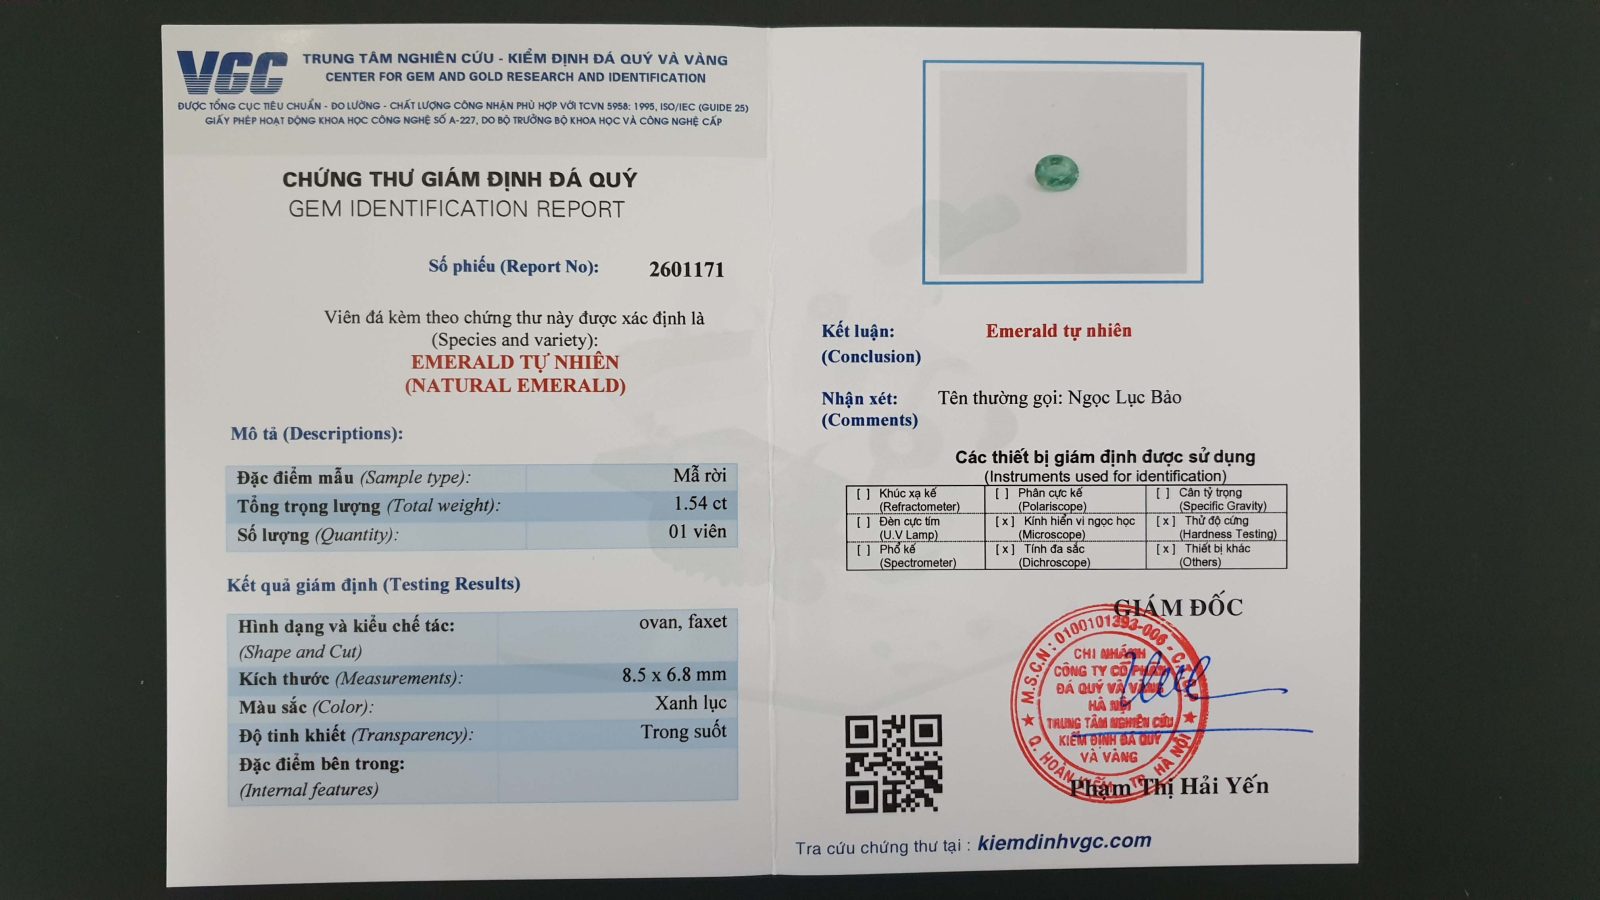 VGC
TRUNG TÂM NGHIÊN CỨU - KIỂM ĐỊNH ĐÁ QUÝ VÀ VÀNG
CENTER FOR GEM AND GOLD RESEARCH AND IDENTIFICATION
ĐƯỢC TỔNG CỤC TIÊU CHUẨN - ĐO LƯỜNG - CHẤT LƯỢNG CÔNG NHẬN PHÙ HỢP VỚI TCVN 5958: 1995, ISO/IEC (GUIDE 25)
GIẤY PHÉP HOẠT ĐỘNG KHOA HỌC CÔNG NGHỆ SỐ A-227, DO BỘ TRƯỞNG BỘ KHOA HỌC VÀ CÔNG NGHỆ CẤP
CHỨNG THƯ GIÁM ĐỊNH ĐÁ QUÝ
GEM IDENTIFICATION REPORT
Số phiếu (Report No): 2601171
Viên đá kèm theo chứng thư này được xác định là
(Species and variety):
EMERALD TỰ NHIÊN
(NATURAL EMERALD)
Mô tả (Descriptions):
Đặc điểm mẫu (Sample type): Mã rời
Tổng trọng lượng (Total weight): 1.54 ct
Số lượng (Quantity): 01 viên
Kết quả giám định (Testing Results)
Hình dạng và kiểu chế tác: ovan, faxet
(Shape and Cut)
Kích thước (Measurements): 8.5 x 6.8 mm
Màu sắc (Color): Xanh lục
Độ tinh khiết (Transparency): Trong suốt
Đặc điểm bên trong:
(Internal features)
Kết luận: Emerald tự nhiên
(Conclusion)
Nhận xét: Tên thường gọi: Ngọc Lục Bảo
(Comments)
Các thiết bị giám định được sử dụng
(Instruments used for identification)
[ ] Khúc xạ kế [ ] Phân cực kế [ ] Cân tỷ trọng
(Refractometer) (Polariscope) (Specific Gravity)
[ ] Đèn cực tím [x] Kính hiển vi ngọc học [x] Thử độ cứng
(U.V Lamp) (Microscope) (Hardness Testing)
[ ] Phổ kế [x] Tính đa sắc [x] Thiết bị khác
(Spectrometer) (Dichroscope) (Others)
GIÁM ĐỐC
M.S.C.N: 0100101393-006
CHI NHÁNH
CÔNG TY CỔ PHẦN
ĐÁ QUÝ VÀ VÀNG
HÀ NỘI
TRUNG TÂM NGHIÊN CỨU
KIỂM ĐỊNH ĐÁ QUÝ
VÀ VÀNG
Q. HOÀN KIẾM - TP. HÀ NỘI
Phạm Thị Hải Yến
Tra cứu chứng thư tại : kiemdinhvgc.com